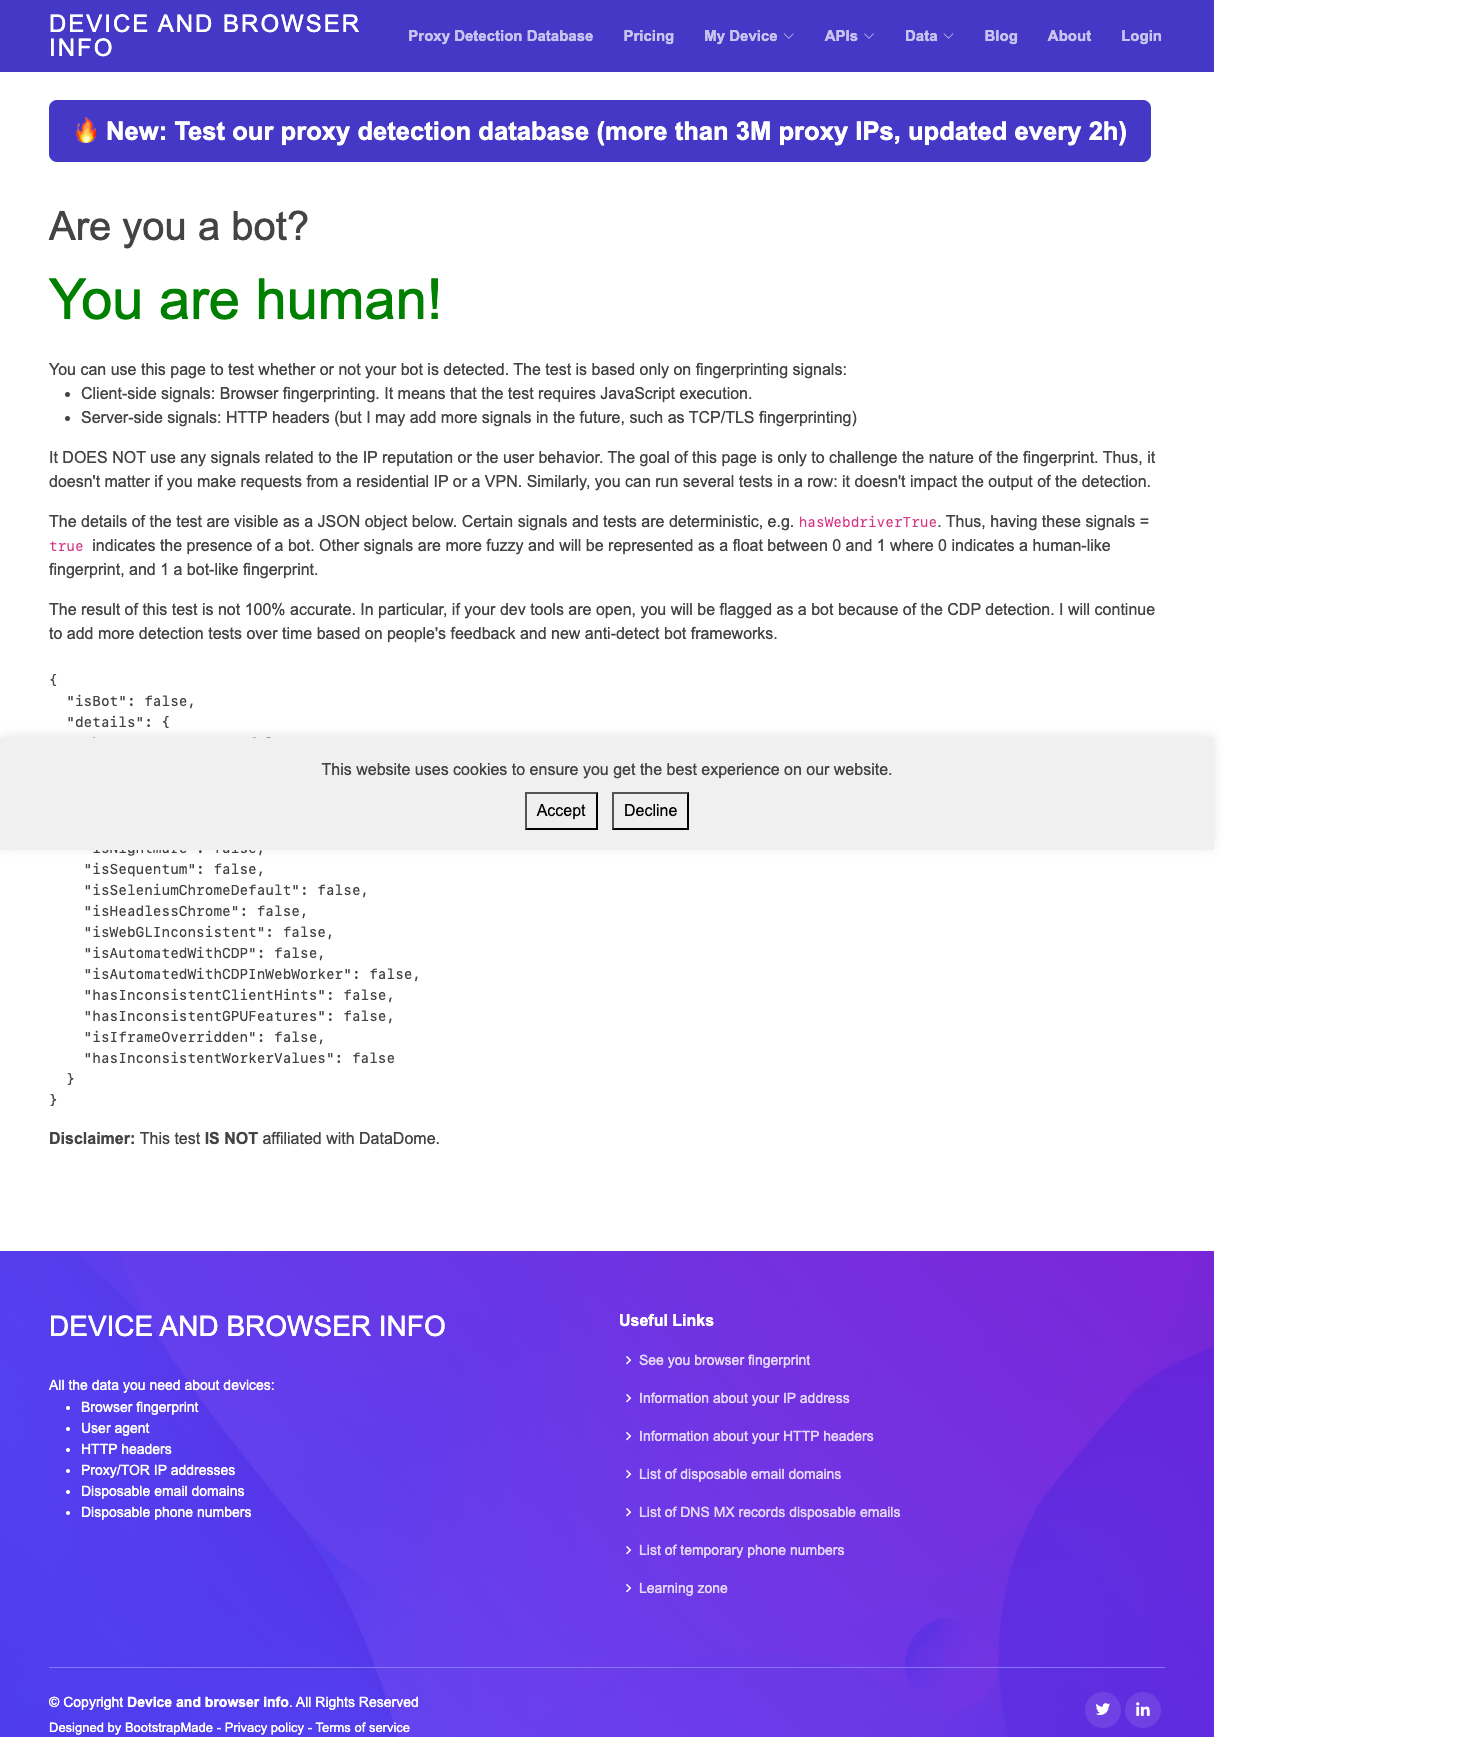 DEVICE AND BROWSER
INFO
Proxy Detection Database
Pricing
My Device
APIs
Data
Blog
About
Login
🔥 New: Test our proxy detection database (more than 3M proxy IPs, updated every 2h)
Are you a bot?
You are human!
You can use this page to test whether or not your bot is detected. The test is based only on fingerprinting signals:
• Client-side signals: Browser fingerprinting. It means that the test requires JavaScript execution.
• Server-side signals: HTTP headers (but I may add more signals in the future, such as TCP/TLS fingerprinting)
It DOES NOT use any signals related to the IP reputation or the user behavior. The goal of this page is only to challenge the nature of the fingerprint. Thus, it
doesn't matter if you make requests from a residential IP or a VPN. Similarly, you can run several tests in a row: it doesn't impact the output of the detection.
The details of the test are visible as a JSON object below. Certain signals and tests are deterministic, e.g. hasWebdriverTrue. Thus, having these signals =
true indicates the presence of a bot. Other signals are more fuzzy and will be represented as a float between 0 and 1 where 0 indicates a human-like
fingerprint, and 1 a bot-like fingerprint.
The result of this test is not 100% accurate. In particular, if your dev tools are open, you will be flagged as a bot because of the CDP detection. I will continue
to add more detection tests over time based on people's feedback and new anti-detect bot frameworks.
{
"isBot": false,
"details": {
This website uses cookies to ensure you get the best experience on our website.
Accept
Decline
"isNightmare": false,
"isSequentum": false,
"isSeleniumChromeDefault": false,
"isHeadlessChrome": false,
"isWebGLInconsistent": false,
"isAutomatedWithCDP": false,
"isAutomatedWithCDPInWebWorker": false,
"hasInconsistentClientHints": false,
"hasInconsistentGPUFeatures": false,
"isIframeOverridden": false,
"hasInconsistentWorkerValues": false
}
}
Disclaimer: This test IS NOT affiliated with DataDome.
DEVICE AND BROWSER INFO
All the data you need about devices:
• Browser fingerprint
• User agent
• HTTP headers
• Proxy/TOR IP addresses
• Disposable email domains
• Disposable phone numbers
Useful Links
See you browser fingerprint
Information about your IP address
Information about your HTTP headers
List of disposable email domains
List of DNS MX records disposable emails
List of temporary phone numbers
Learning zone
© Copyright Device and browser info. All Rights Reserved
Designed by BootstrapMade - Privacy policy - Terms of service